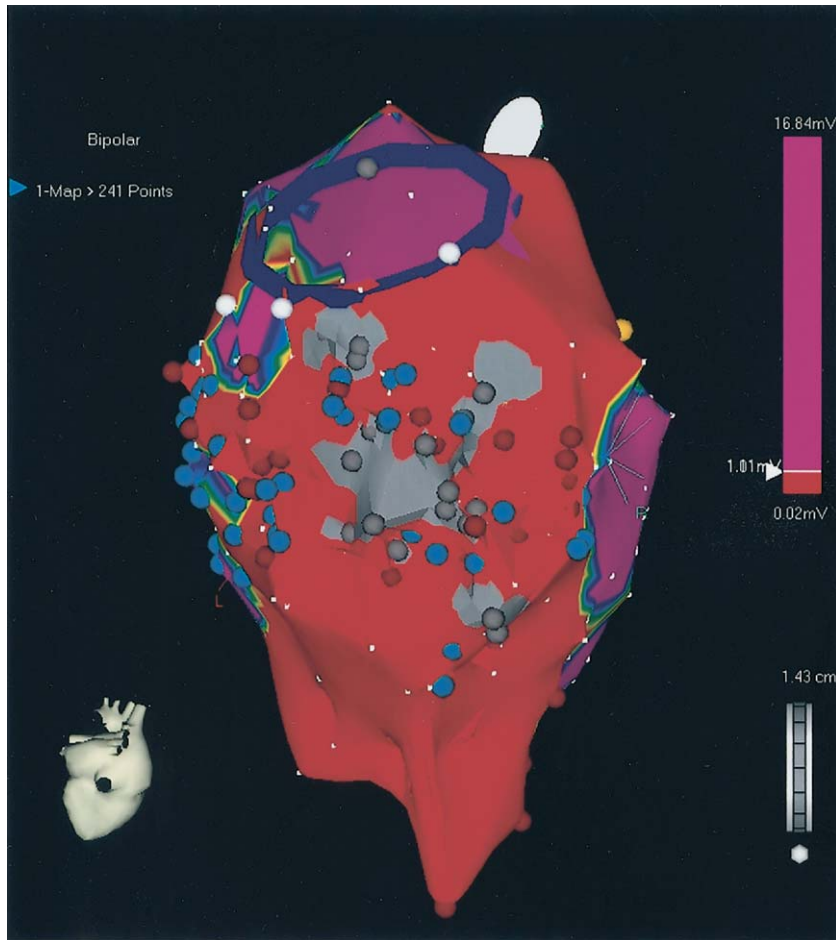 Bipolar
1-Map > 241 Points
16.84mV
1.01mV
0.02mV
R
L
1.43 cm